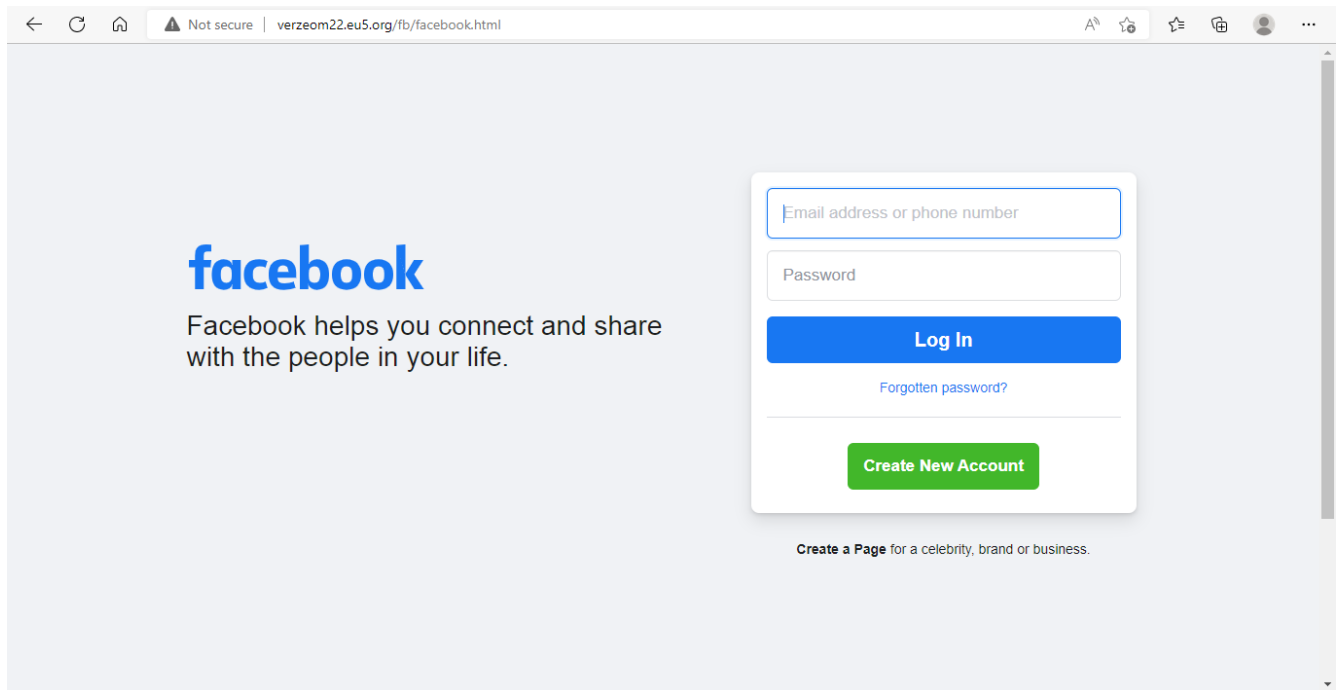 Not secure | verzeom22.eu5.org/fb/facebook.html
facebook
Facebook helps you connect and share
with the people in your life.
Email address or phone number
Password
Log In
Forgotten password?
Create New Account
Create a Page for a celebrity, brand or business.